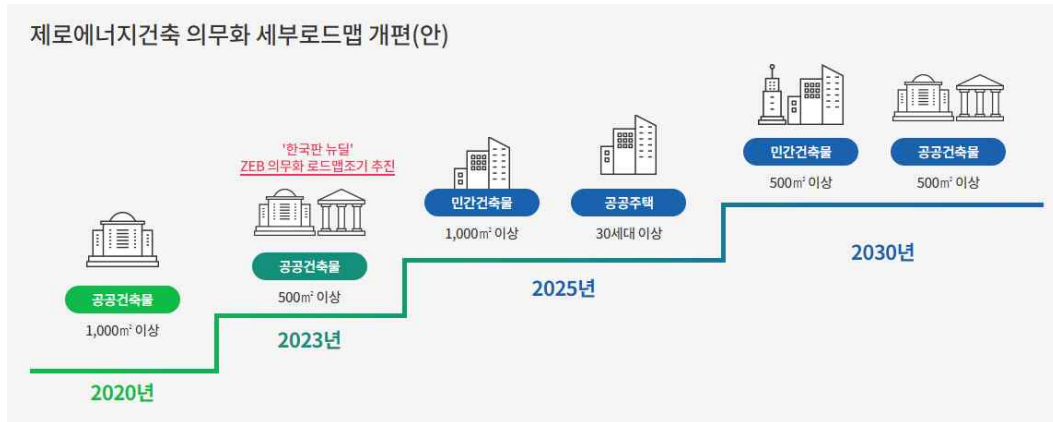 제로에너지건축 의무화 세부로드맵 개편(안)
공공건축물
1,000㎡ 이상
2020년
'한국판 뉴딜'
ZEB 의무화 로드맵조기 추진
공공건축물
500㎡ 이상
2023년
민간건축물
1,000㎡ 이상
공공주택
30세대 이상
2025년
민간건축물
500㎡ 이상
공공건축물
500㎡ 이상
2030년